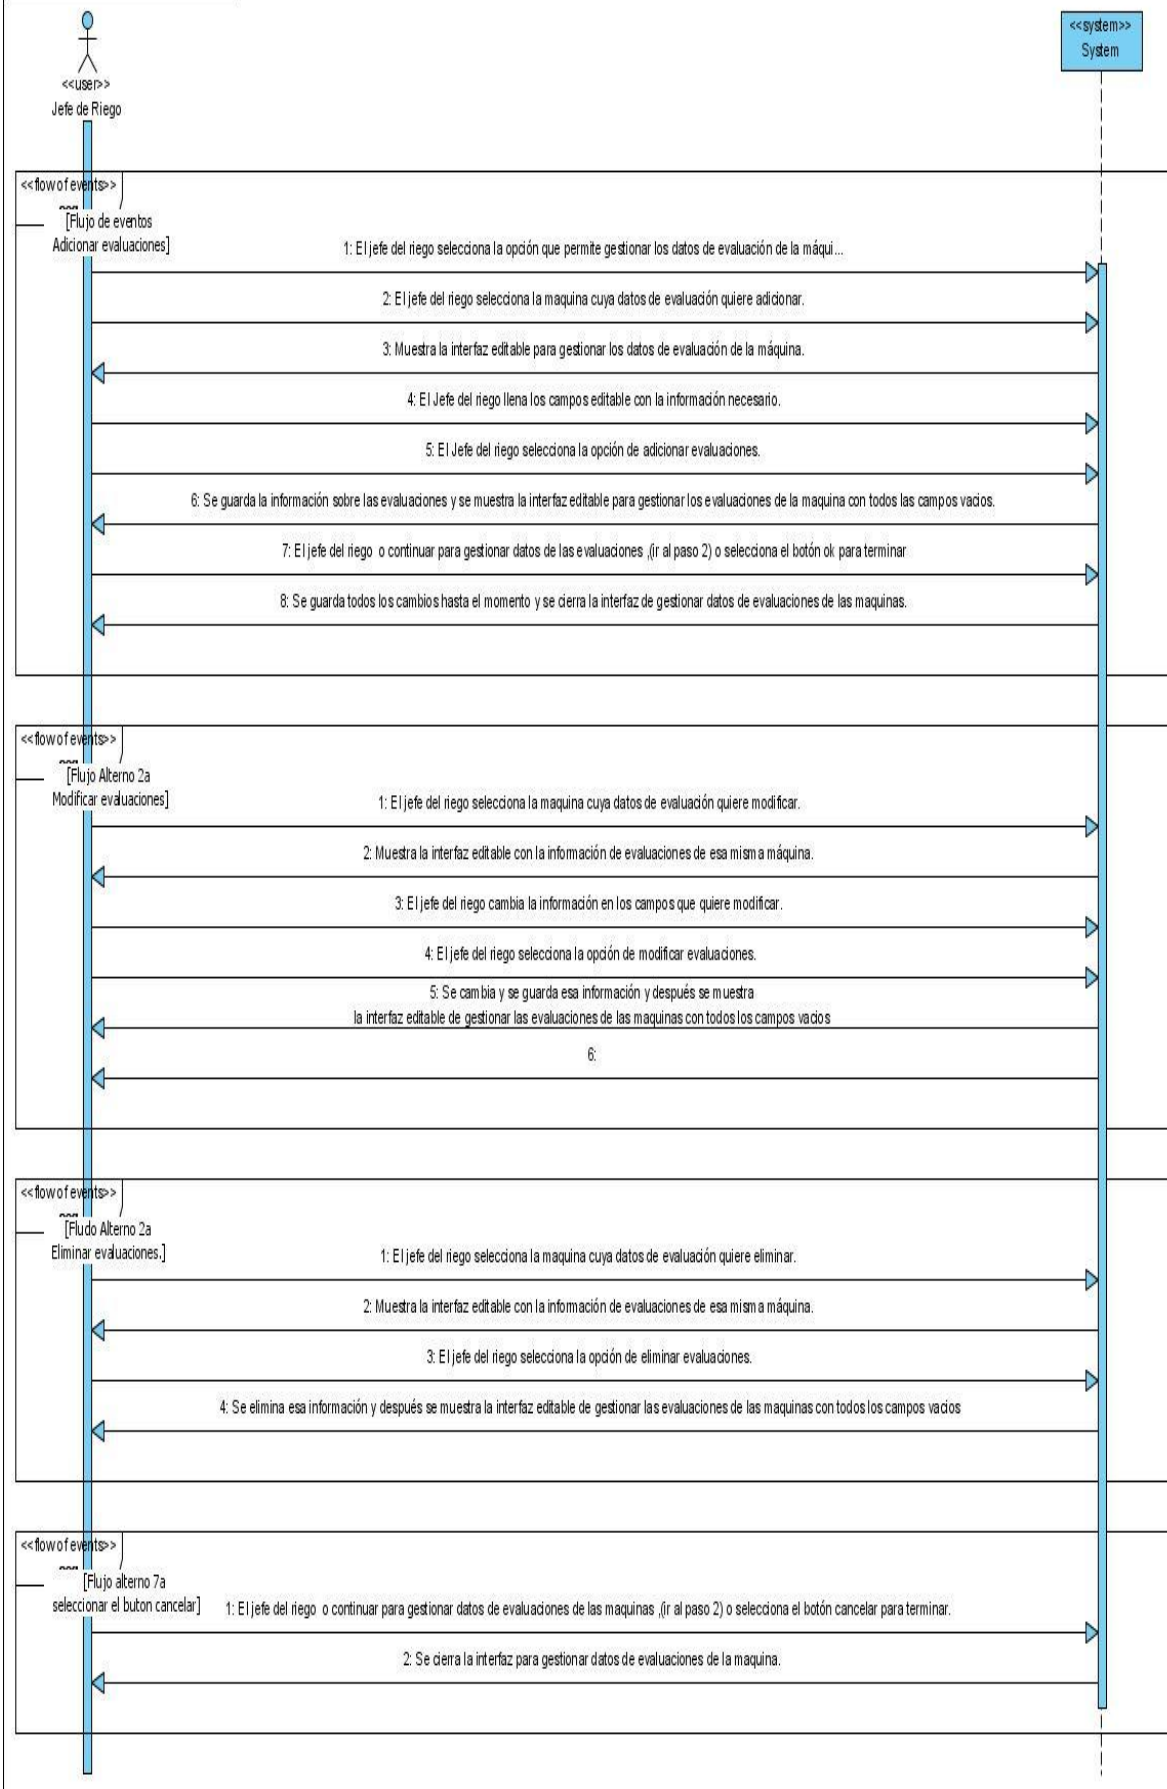 <<user>>
Jefe de Riego
<<system>>
System
<<flow of events>>
[Flujo de eventos
Adicionar evaluaciones]
1: El jefe del riego selecciona la opción que permite gestionar los datos de evaluación de la máqui...
2: El jefe del riego selecciona la maquina cuya datos de evaluación quiere adicionar.
3: Muestra la interfaz editable para gestionar los datos de evaluación de la máquina.
4: El Jefe del riego llena los campos editable con la información necesario.
5: El Jefe del riego selecciona la opción de adicionar evaluaciones.
6: Se guarda la información sobre las evaluaciones y se muestra la interfaz editable para gestionar los evaluaciones de la maquina con todos las campos vacios.
7: El jefe del riego o continuar para gestionar datos de las evaluaciones ,(ir al paso 2) o selecciona el botón ok para terminar
8: Se guarda todos los cambios hasta el momento y se cierra la interfaz de gestionar datos de evaluaciones de las maquinas.
<<flow of events>>
[Flujo Alterno 2a
Modificar evaluaciones]
1: El jefe del riego selecciona la maquina cuya datos de evaluación quiere modificar.
2: Muestra la interfaz editable con la información de evaluaciones de esa misma máquina.
3: El jefe del riego cambia la información en los campos que quiere modificar.
4: El jefe del riego selecciona la opción de modificar evaluaciones.
5: Se cambia y se guarda esa información y después se muestra
la interfaz editable de gestionar las evaluaciones de las maquinas con todos los campos vacios
6:
<<flow of events>>
[Fludo Alterno 2a
Eliminar evaluaciones.]
1: El jefe del riego selecciona la maquina cuya datos de evaluación quiere eliminar.
2: Muestra la interfaz editable con la información de evaluaciones de esa misma máquina.
3: El jefe del riego selecciona la opción de eliminar evaluaciones.
4: Se elimina esa información y después se muestra la interfaz editable de gestionar las evaluaciones de las maquinas con todos los campos vacios
<<flow of events>>
[Flujo alterno 7a
seleccionar el buton cancelar]
1: El jefe del riego o continuar para gestionar datos de evaluaciones de las maquinas ,(ir al paso 2) o selecciona el botón cancelar para terminar.
2: Se cierra la interfaz para gestionar datos de evaluaciones de la maquina.